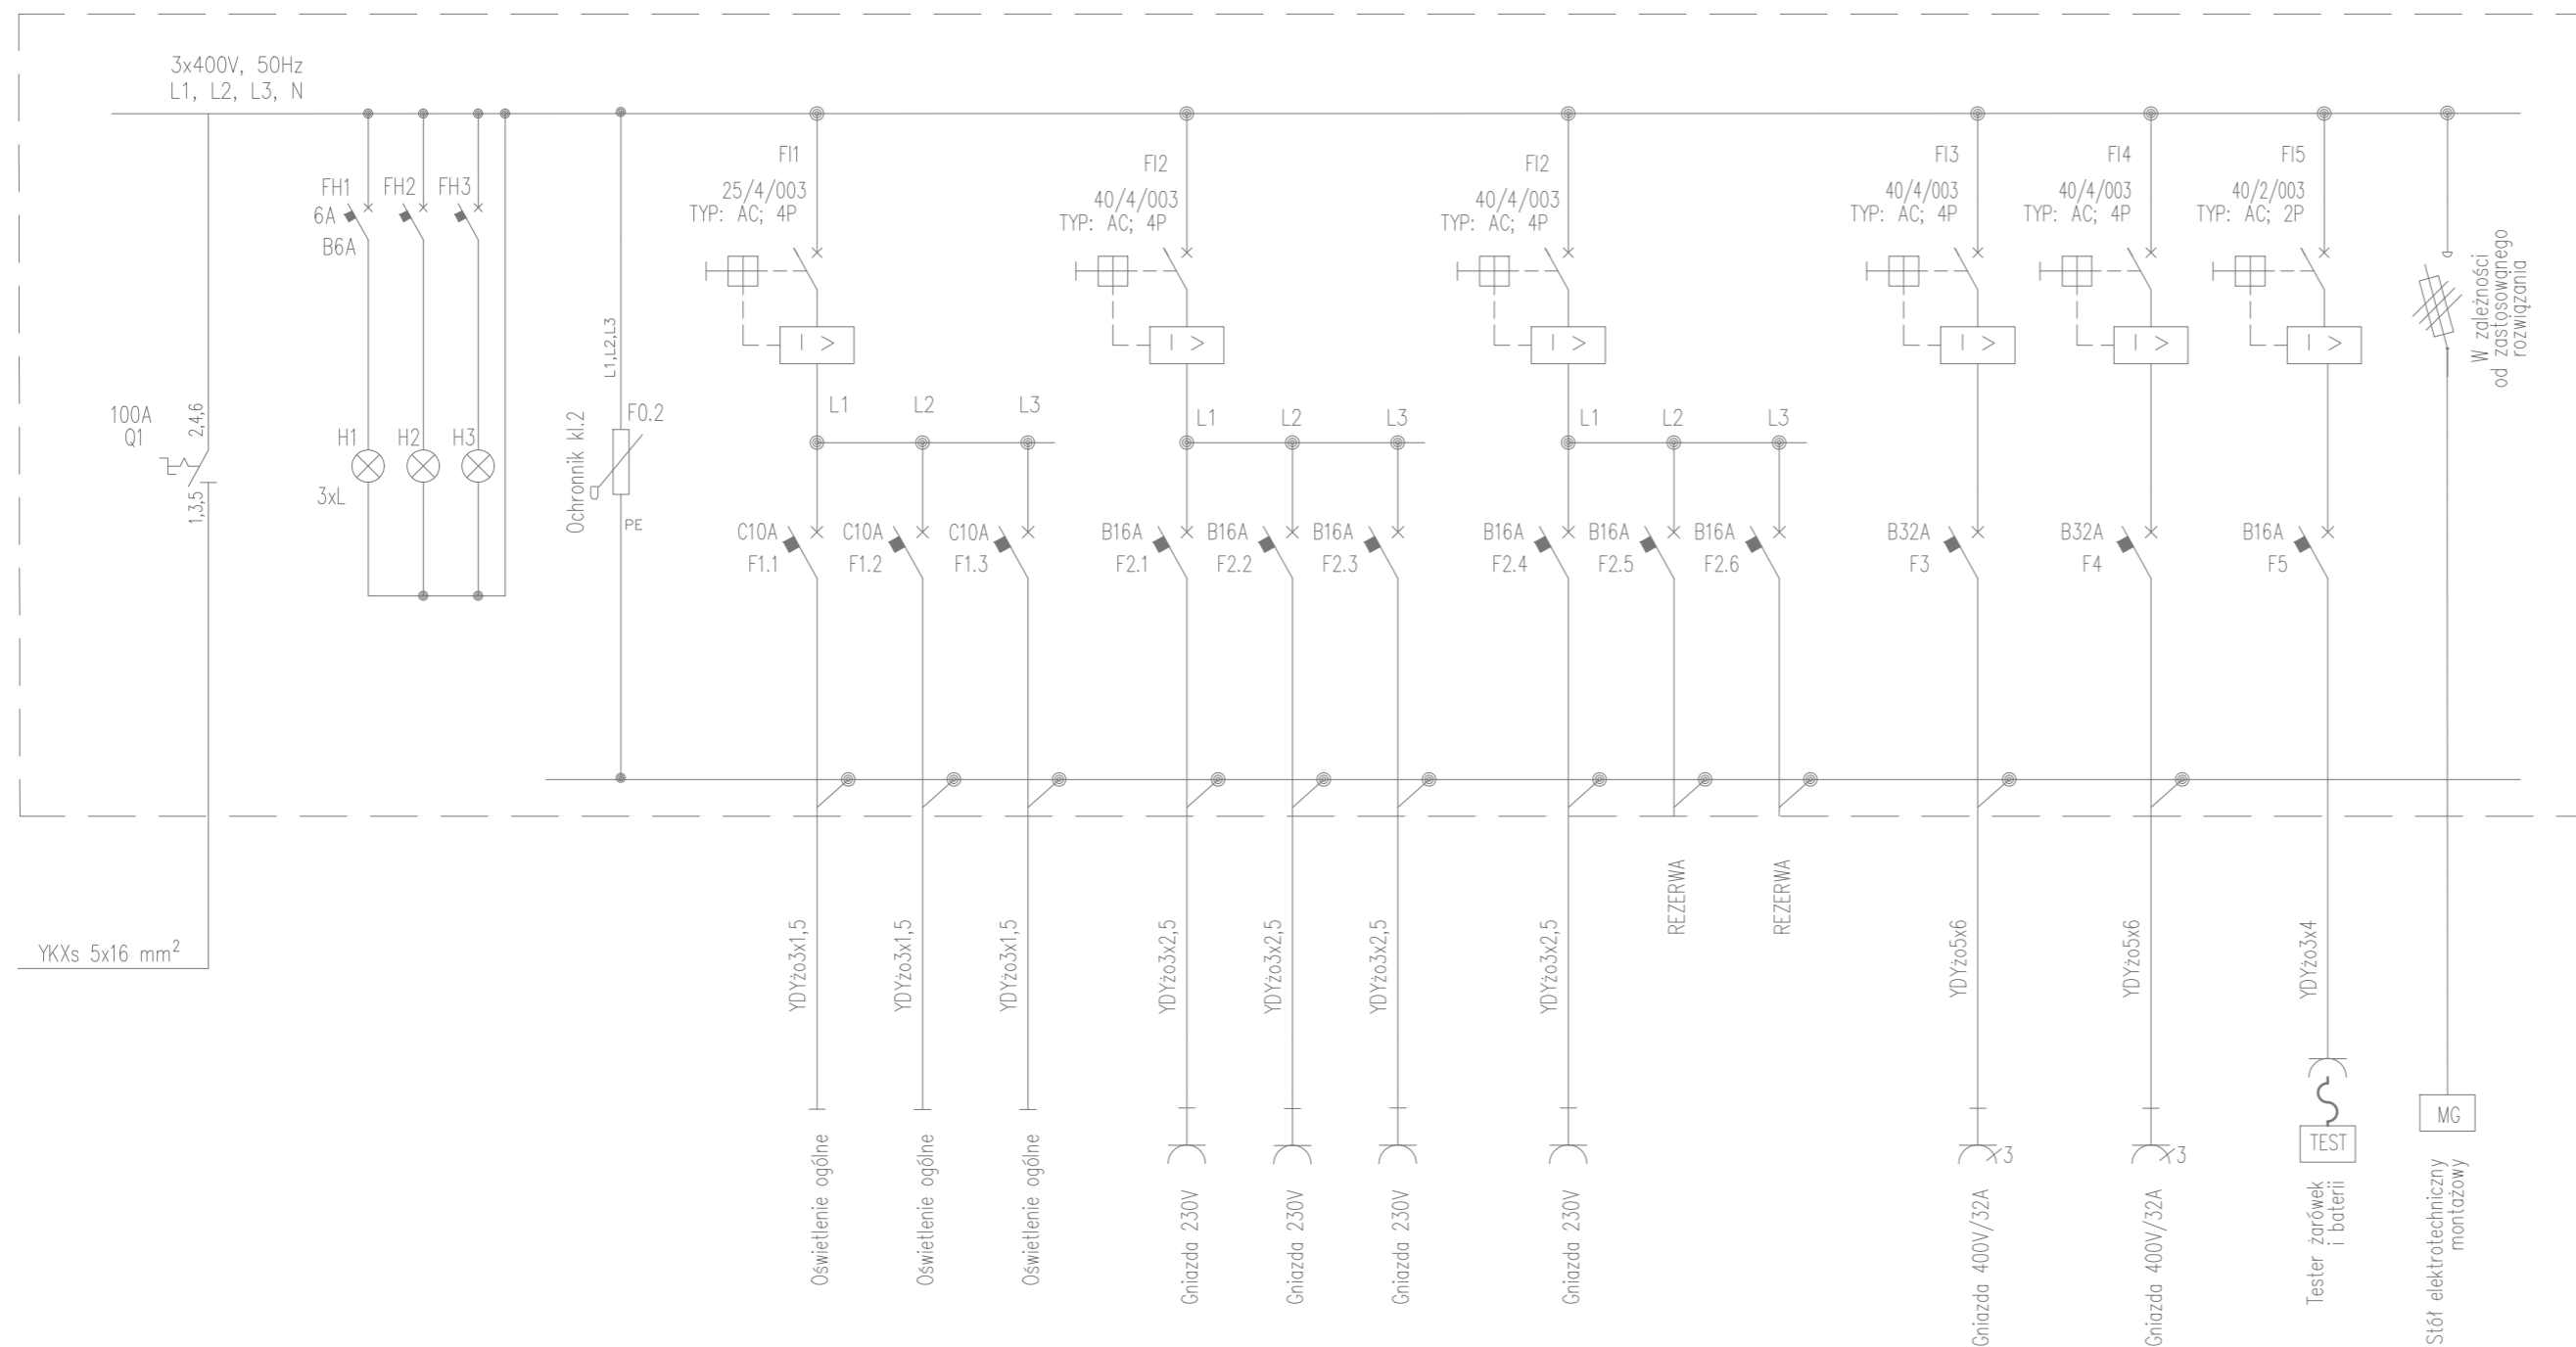 3x400V, 50Hz
L1, L2, L3, N
100A
Q1
2,4,6
1,3,5
YKXs 5x16 mm²
FH1
6A
B6A
FH2
FH3
H1
H2
H3
3xL
L1,L2,L3
F0.2
Ochronnik kl.2
PE
FI1
25/4/003
TYP: AC; 4P
L1
L2
L3
C10A
F1.1
C10A
F1.2
C10A
F1.3
YDYżo3x1,5
YDYżo3x1,5
YDYżo3x1,5
Oświetlenie ogólne
Oświetlenie ogólne
Oświetlenie ogólne
FI2
40/4/003
TYP: AC; 4P
L1
L2
L3
B16A
F2.1
B16A
F2.2
B16A
F2.3
YDYżo3x2,5
YDYżo3x2,5
YDYżo3x2,5
Gniazda 230V
Gniazda 230V
Gniazda 230V
FI2
40/4/003
TYP: AC; 4P
L1
L2
L3
B16A
F2.4
B16A
F2.5
B16A
F2.6
YDYżo3x2,5
REZERWA
REZERWA
Gniazda 230V
FI3
40/4/003
TYP: AC; 4P
B32A
F3
YDYżo5x6
3
Gniazda 400V/32A
FI4
40/4/003
TYP: AC; 4P
B32A
F4
YDYżo5x6
3
Gniazda 400V/32A
FI5
40/2/003
TYP: AC; 2P
B16A
F5
YDYżo3x4
TEST
Tester żarówek
i baterii
W zależności
od zastosowanego
rozwiązania
MG
Stół elektrotechniczny
montażowy
I >
I >
I >
I >
I >
I >